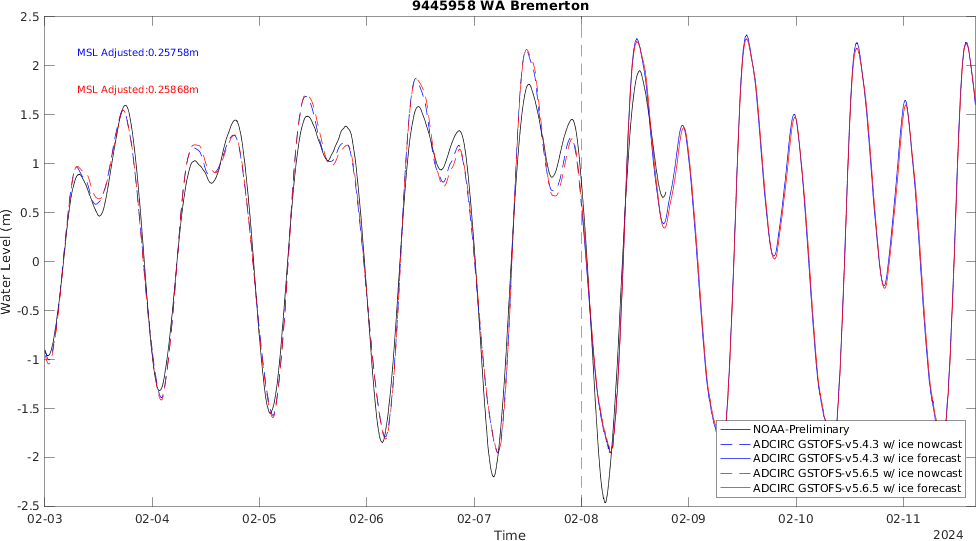 9445958 WA Bremerton
MSL Adjusted:0.25758m
MSL Adjusted:0.25868m
Water Level (m)
2.5
2
1.5
1
0.5
0
-0.5
-1
-1.5
-2
-2.5
NOAA-Preliminary
ADCIRC GSTOFS-v5.4.3 w/ ice nowcast
ADCIRC GSTOFS-v5.4.3 w/ ice forecast
ADCIRC GSTOFS-v5.6.5 w/ ice nowcast
ADCIRC GSTOFS-v5.6.5 w/ ice forecast
02-03 02-04 02-05 02-06 02-07 02-08 02-09 02-10 02-11
Time
2024